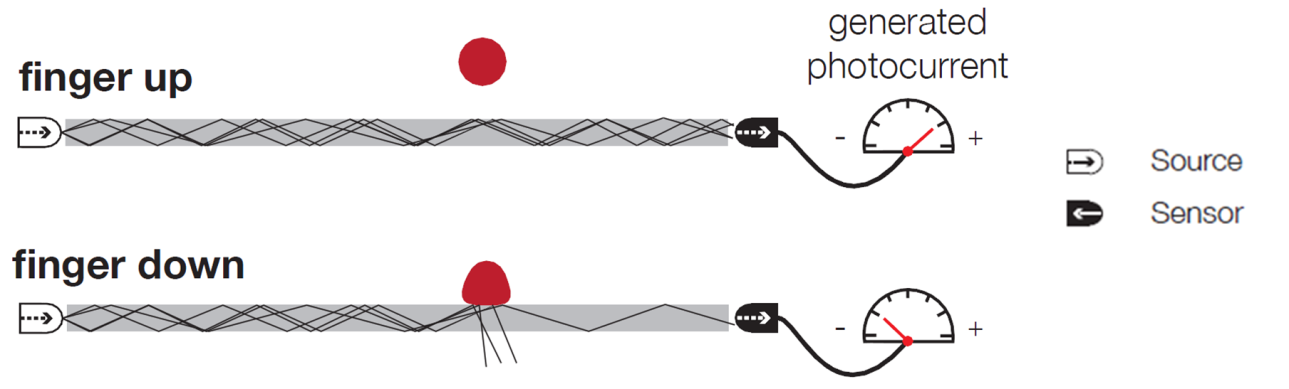 generated
photocurrent
finger up
- +
Source
Sensor
finger down
- +